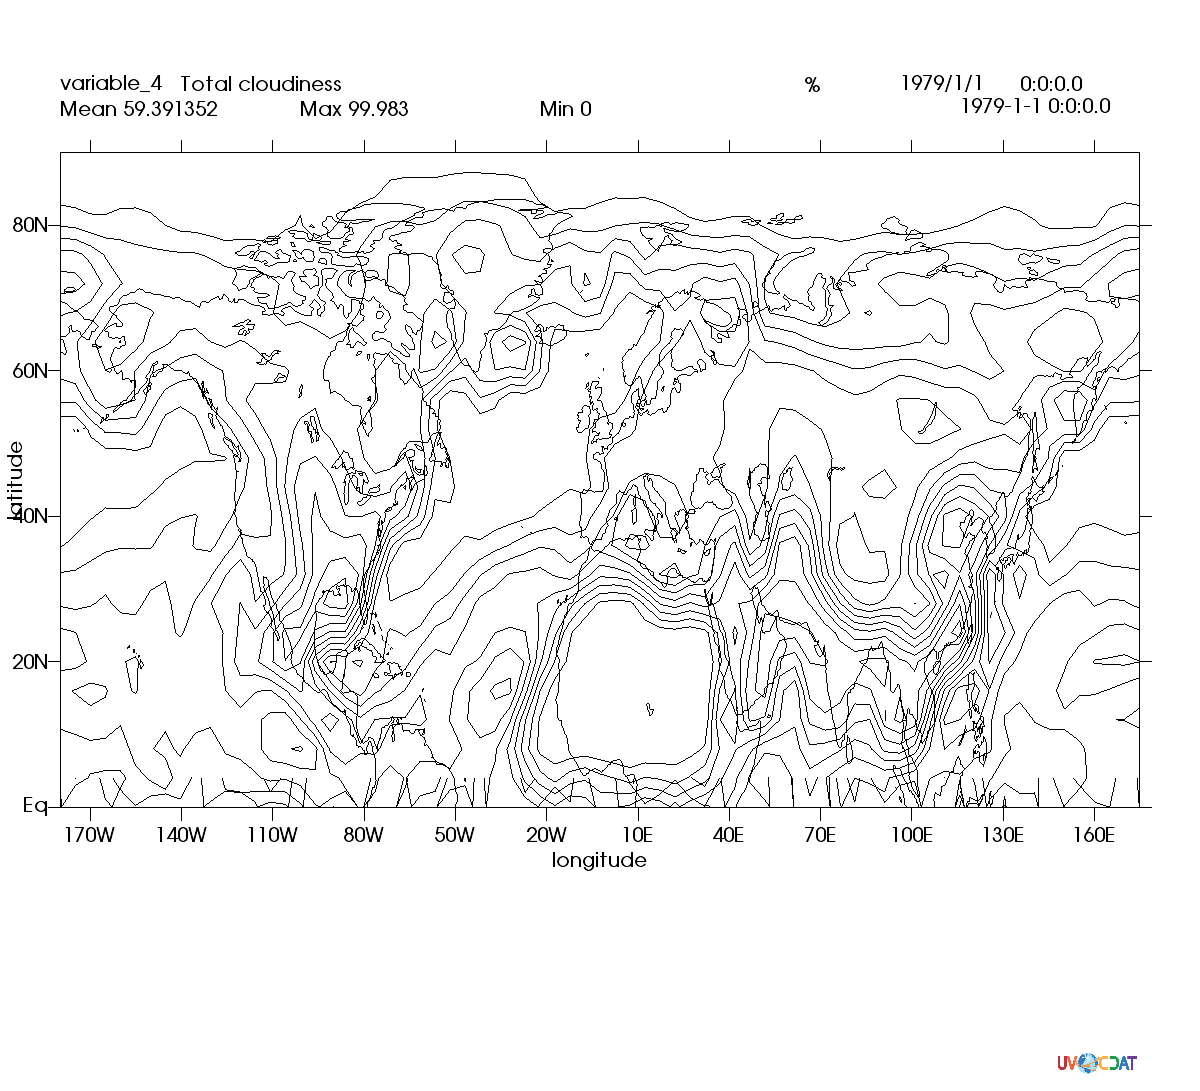 variable_4 Total cloudiness % 1979/1/1 0:0:0.0
Mean 59.391352 Max 99.983 Min 0 1979-1-1 0:0:0.0
80N
60N
latitude
40N
20N
Eq
170W 140W 110W 80W 50W 20W 10E 40E 70E 100E 130E 160E
longitude
UV CDAT